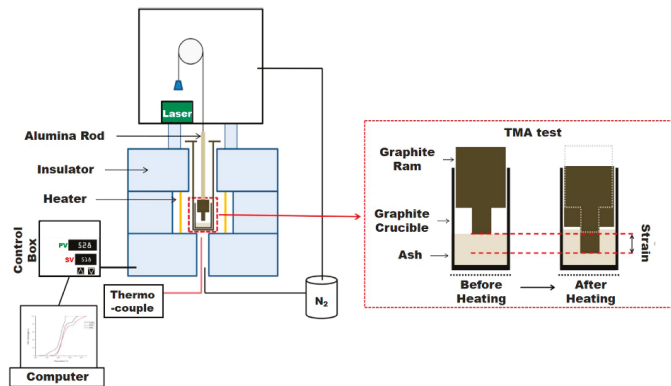 Laser
Alumina Rod
Insulator
Heater
Control
Box
PV
SV
Thermo
-couple
N2
Computer
TMA test
Graphite
Ram
Graphite
Crucible
Ash
Strain
Before
Heating
After
Heating